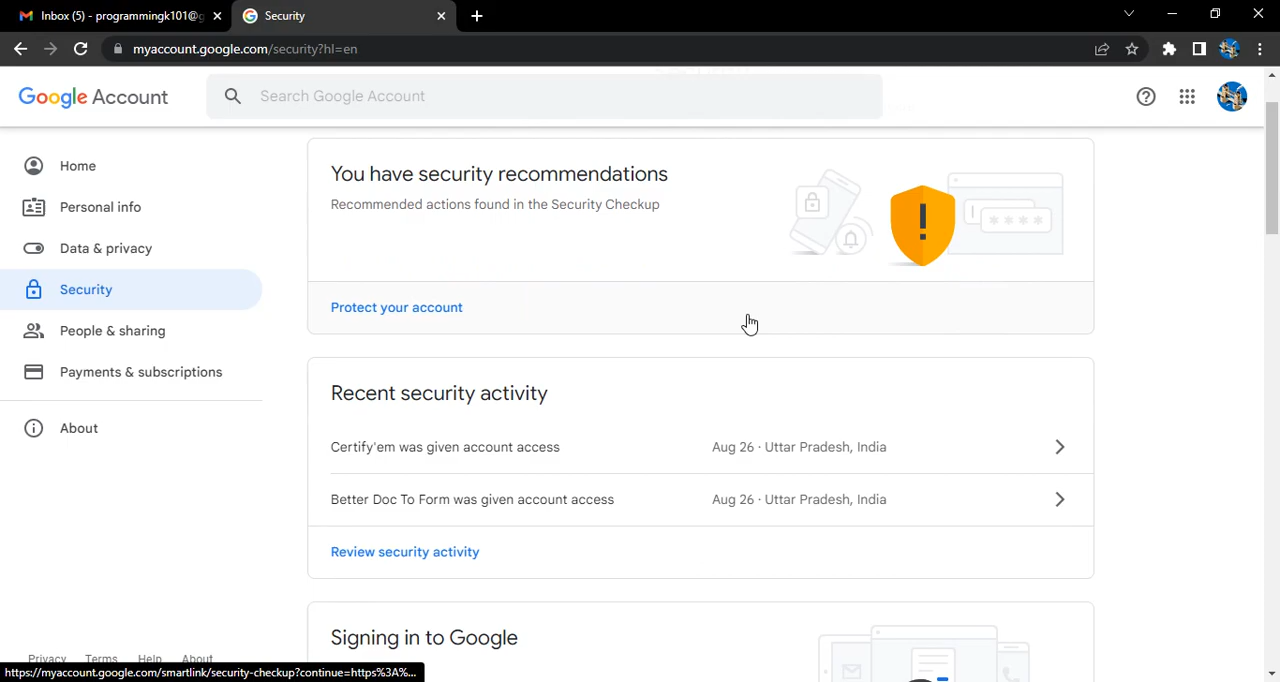 Inbox (5) - programmingk101@g
Security
myaccount.google.com/security?hl=en
Google Account
Search Google Account
Home
Personal info
Data & privacy
Security
People & sharing
Payments & subscriptions
About
You have security recommendations
Recommended actions found in the Security Checkup
Protect your account
Recent security activity
Certify'em was given account access
Aug 26 · Uttar Pradesh, India
Better Doc To Form was given account access
Aug 26 · Uttar Pradesh, India
Review security activity
Signing in to Google
Privacy Terms Help About
https://myaccount.google.com/smartlink/security-checkup?continue=https%3A%...